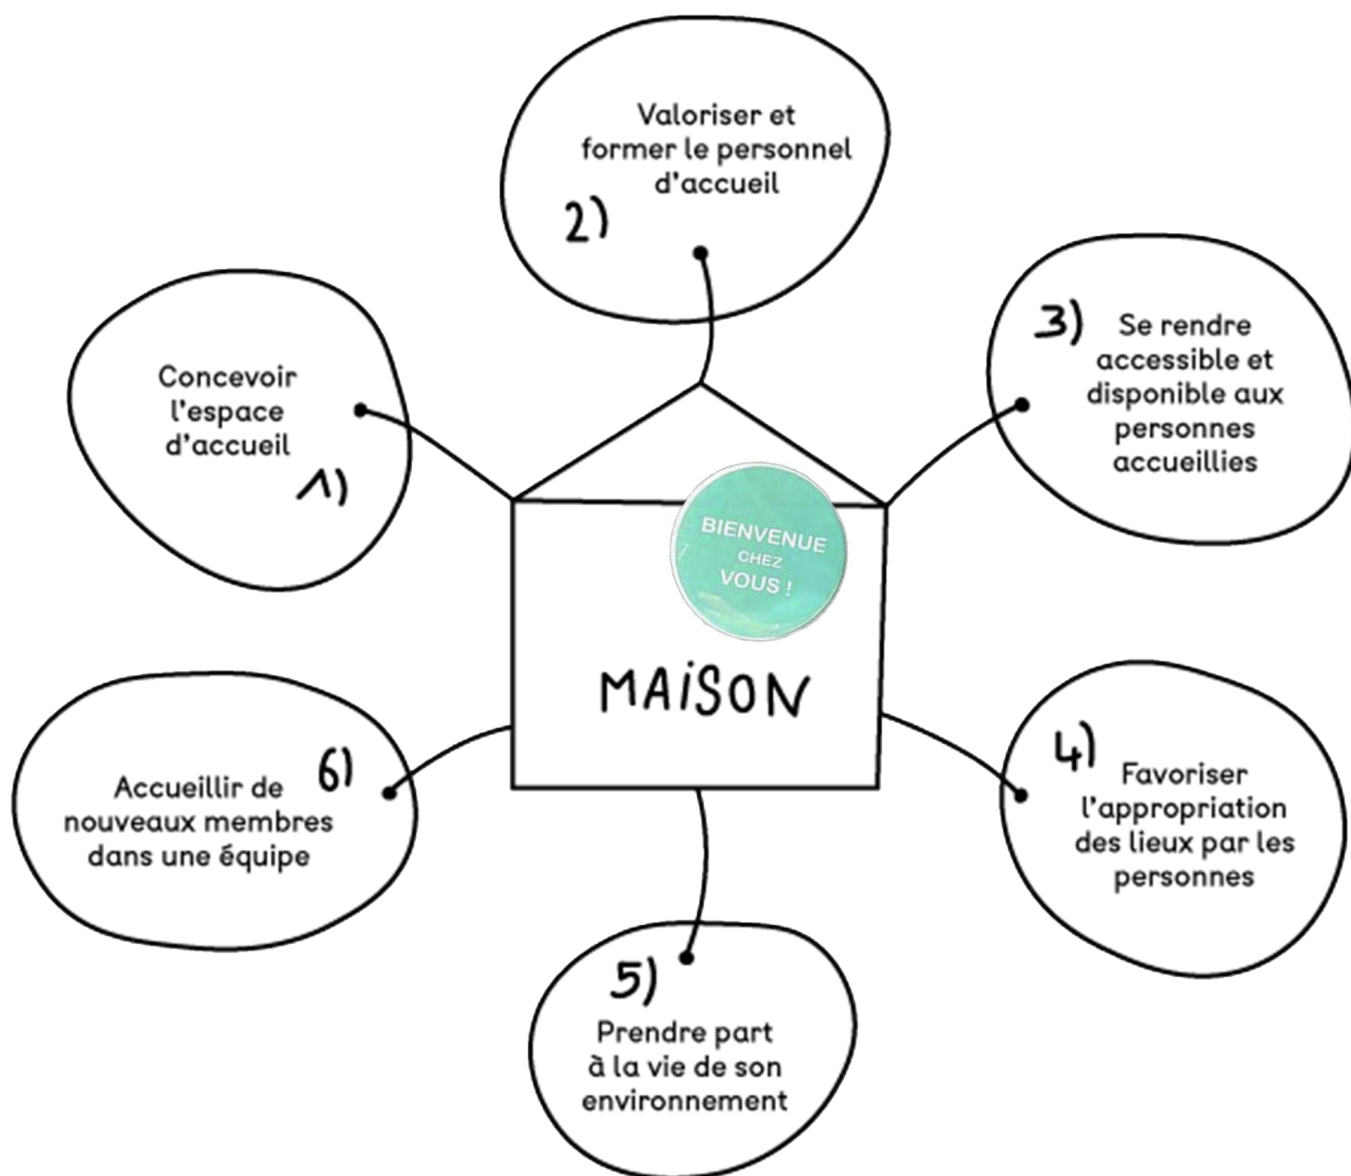 Concevoir
l'espace
d'accueil
1)
Valoriser et
former le personnel
d'accueil
2)
3)
Se rendre
accessible et
disponible aux
personnes
accueillies
4)
Favoriser
l'appropriation
des lieux par les
personnes
5)
Prendre part
à la vie de son
environnement
6)
Accueillir de
nouveaux membres
dans une équipe
BIENVENUE
CHEZ
VOUS !
MAiSON